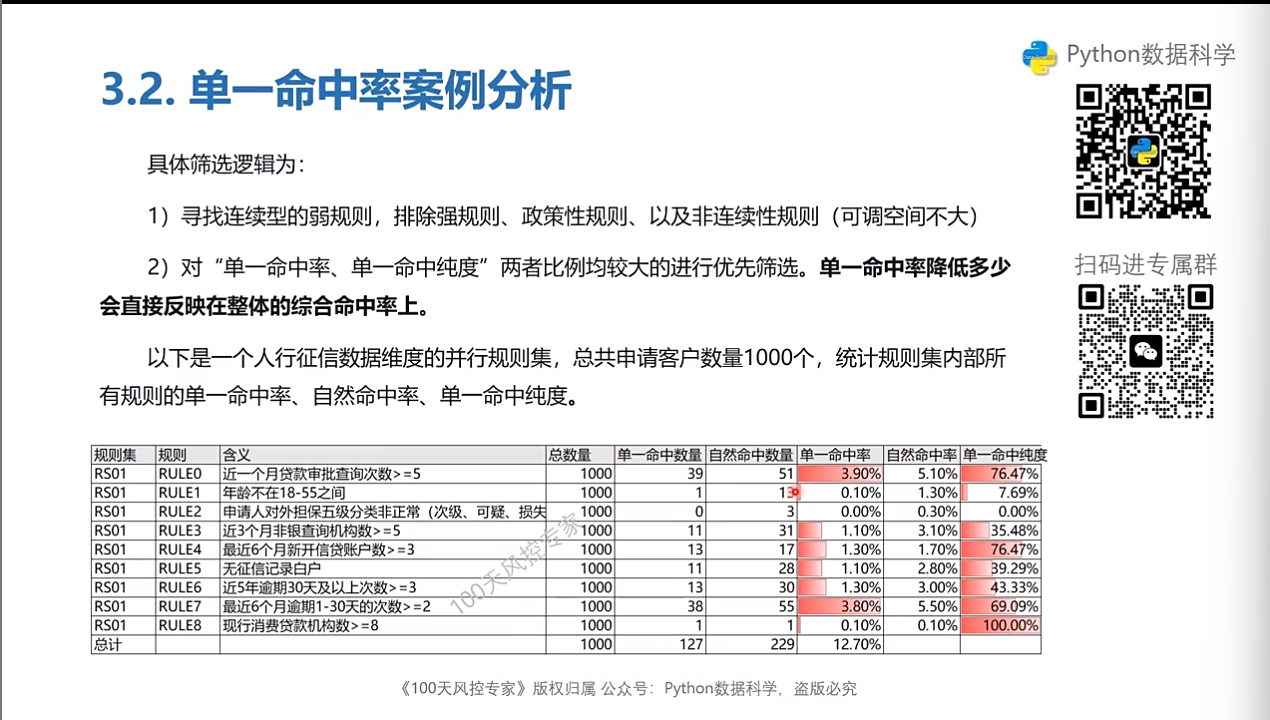 Python数据科学
3.2. 单一命中率案例分析
具体筛选逻辑为：
1）寻找连续型的弱规则，排除强规则、政策性规则、以及非连续性规则（可调空间不大）
2）对“单一命中率、单一命中纯度”两者比例均较大的进行优先筛选。单一命中率降低多少
会直接反映在整体的综合命中率上。
扫码进专属群
以下是一个人行征信数据维度的并行规则集，总共申请客户数量1000个，统计规则集内部所
有规则的单一命中率、自然命中率、单一命中纯度。
规则集 规则 含义 总数量 单一命中数量 自然命中数量 单一命中率 自然命中率 单一命中纯度
RS01 RULE0 近一个月贷款审批查询次数>=5 1000 39 51 3.90% 5.10% 76.47%
RS01 RULE1 年龄不在18-55之间 1000 1 13 0.10% 1.30% 7.69%
RS01 RULE2 申请人对外担保五级分类非正常（次级、可疑、损失 1000 0 3 0.00% 0.30% 0.00%
RS01 RULE3 近3个月非银查询机构数>=5 1000 11 31 1.10% 3.10% 35.48%
RS01 RULE4 最近6个月新开信贷账户数>=3 1000 13 17 1.30% 1.70% 76.47%
RS01 RULE5 无征信记录白户 1000 11 28 1.10% 2.80% 39.29%
RS01 RULE6 近5年逾期30天及以上次数>=3 1000 13 30 1.30% 3.00% 43.33%
RS01 RULE7 最近6个月逾期1-30天的次数>=2 1000 38 55 3.80% 5.50% 69.09%
RS01 RULE8 现行消费贷款机构数>=8 1000 1 1 0.10% 0.10% 100.00%
总计 1000 127 229 12.70%
100天风控专家
《100天风控专家》版权归属 公众号：Python数据科学，盗版必究